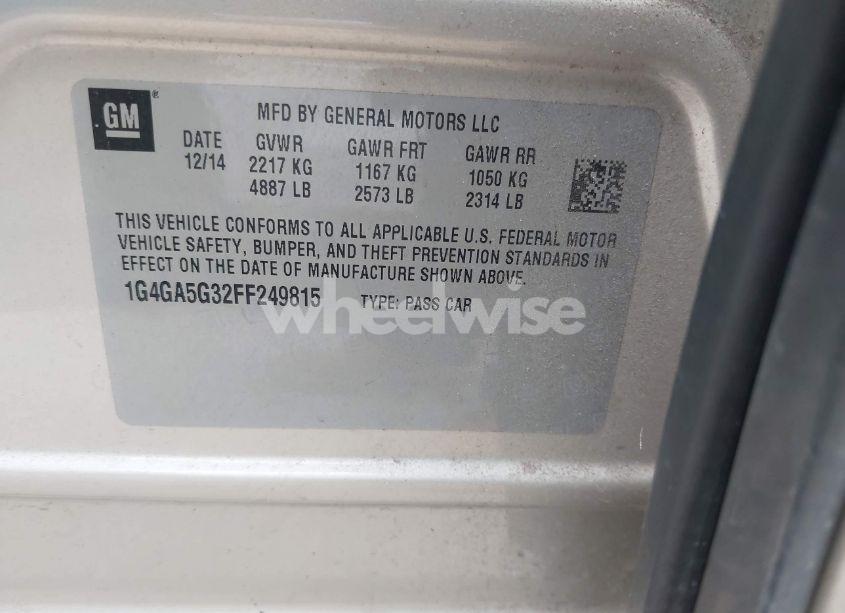 GM®
MFD BY GENERAL MOTORS LLC
DATE GVWR GAWR FRT GAWR RR
12/14 2217 KG 1167 KG 1050 KG
4887 LB 2573 LB 2314 LB
THIS VEHICLE CONFORMS TO ALL APPLICABLE U.S. FEDERAL MOTOR
VEHICLE SAFETY, BUMPER, AND THEFT PREVENTION STANDARDS IN
EFFECT ON THE DATE OF MANUFACTURE SHOWN ABOVE.
1G4GA5G32FF249815 TYPE: PASS CAR
wheelwise